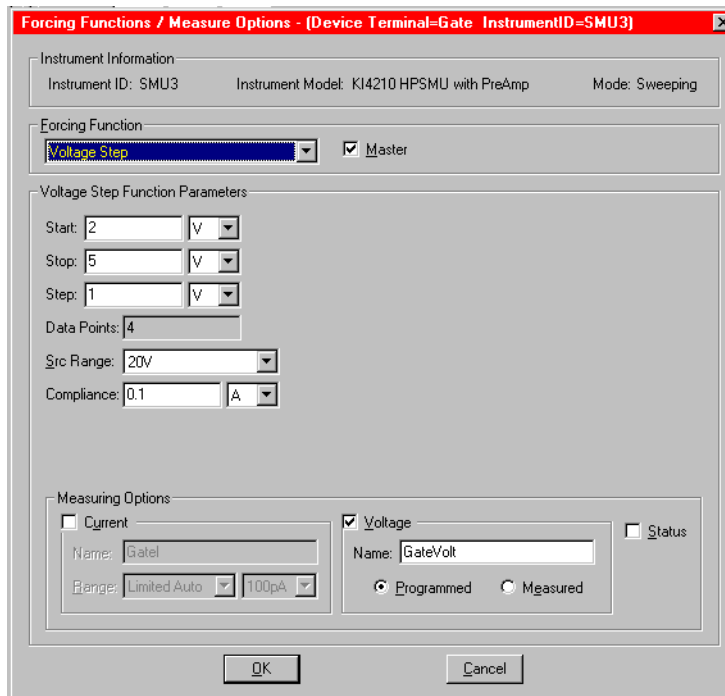 Forcing Functions / Measure Options - (Device Terminal=Gate InstrumentID=SMU3)
Instrument Information
Instrument ID: SMU3 Instrument Model: KI4210 HPSMU with PreAmp Mode: Sweeping
Forcing Function
Voltage Step Master
Voltage Step Function Parameters
Start: 2 V
Stop: 5 V
Step: 1 V
Data Points: 4
Src Range: 20V
Compliance: 0.1 A
Measuring Options
Current Voltage Status
Name: GateI Name: GateVolt
Range: Limited Auto 100pA Programmed Measured
OK Cancel